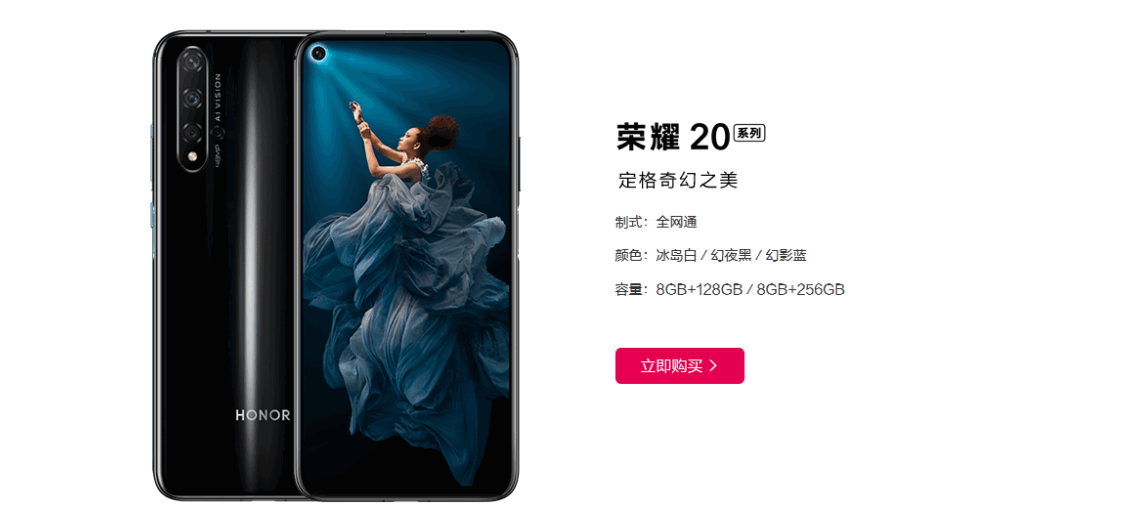 48MP AI VISION
HONOR
荣耀 20 系列
定格奇幻之美
制式：全网通
颜色：冰岛白 / 幻夜黑 / 幻影蓝
容量：8GB+128GB / 8GB+256GB
立即购买 >